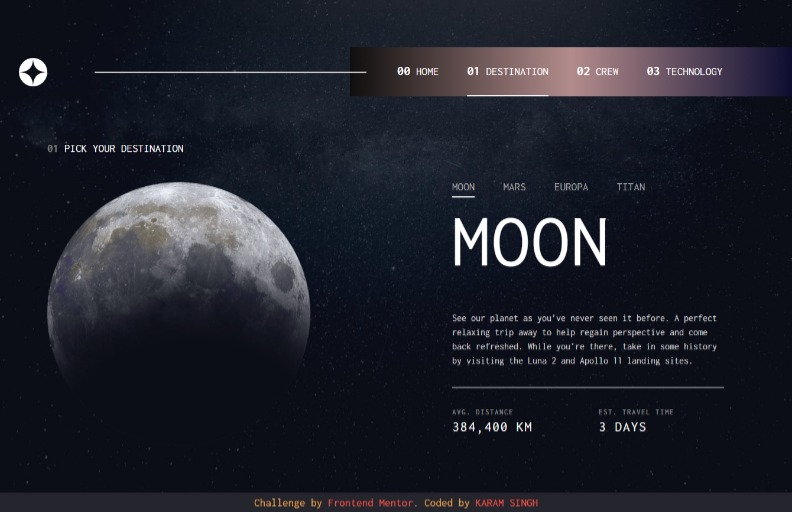 00 HOME 01 DESTINATION 02 CREW 03 TECHNOLOGY
01 PICK YOUR DESTINATION
MOON MARS EUROPA TITAN
MOON
See our planet as you've never seen it before. A perfect
relaxing trip away to help regain perspective and come
back refreshed. While you're there, take in some history
by visiting the Luna 2 and Apollo 11 landing sites.
AVG. DISTANCE EST. TRAVEL TIME
384,400 KM 3 DAYS
Challenge by Frontend Mentor. Coded by KARAM SINGH